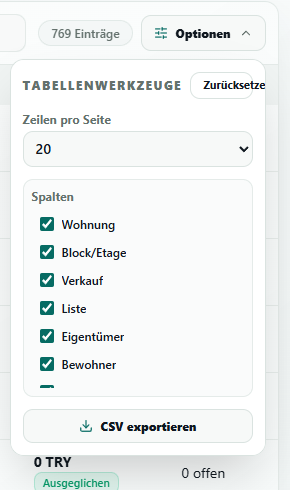 769 Einträge
Optionen
TABELLENWERKZEUGE
Zurücksetze
Zeilen pro Seite
20
Spalten
Wohnung
Block/Etage
Verkauf
Liste
Eigentümer
Bewohner
CSV exportieren
0 TRY
0 offen
Ausgeglichen